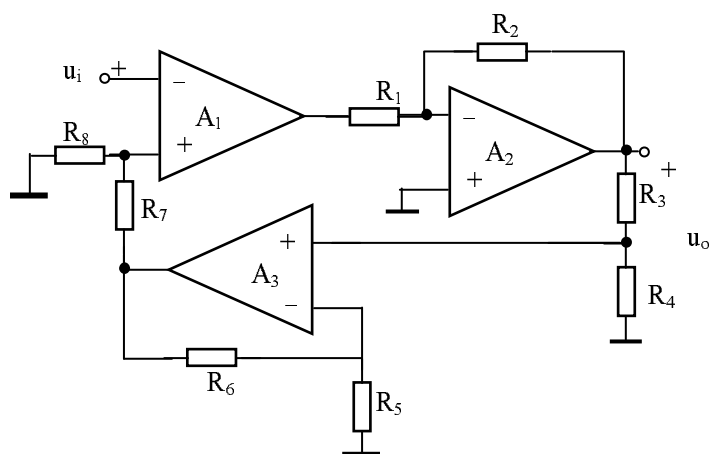 R₂
uᵢ
+
−
A₁
R₁
−
R₈
+
A₂
+
+
R₃
R₇
uₒ
+
A₃
−
R₄
R₆
R₅